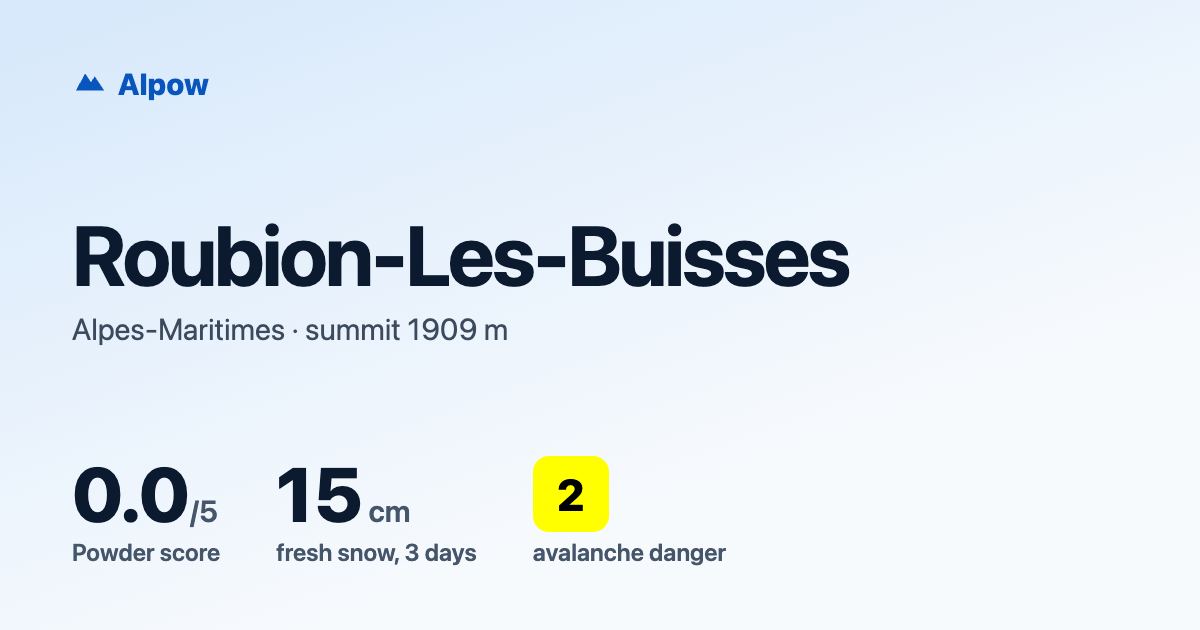 Alpow
Roubion-Les-Buisses
Alpes-Maritimes · summit 1909 m
0.0/5 15 cm 2
Powder score fresh snow, 3 days avalanche danger